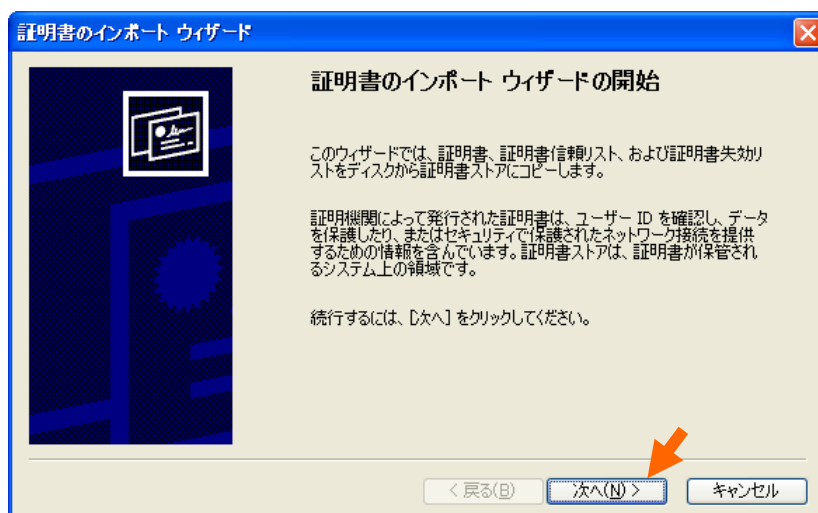 証明書のインポート ウィザード
証明書のインポート ウィザードの開始
このウィザードでは、証明書、証明書信頼リスト、および証明書失効リ
ストをディスクから証明書ストアにコピーします。
証明機関によって発行された証明書は、ユーザー ID を確認し、データ
を保護したり、またはセキュリティで保護されたネットワーク接続を提供
するための情報を含んでいます。証明書ストアは、証明書が保管され
るシステム上の領域です。
続行するには、[次へ] をクリックしてください。
< 戻る(B) 次へ(N) > キャンセル